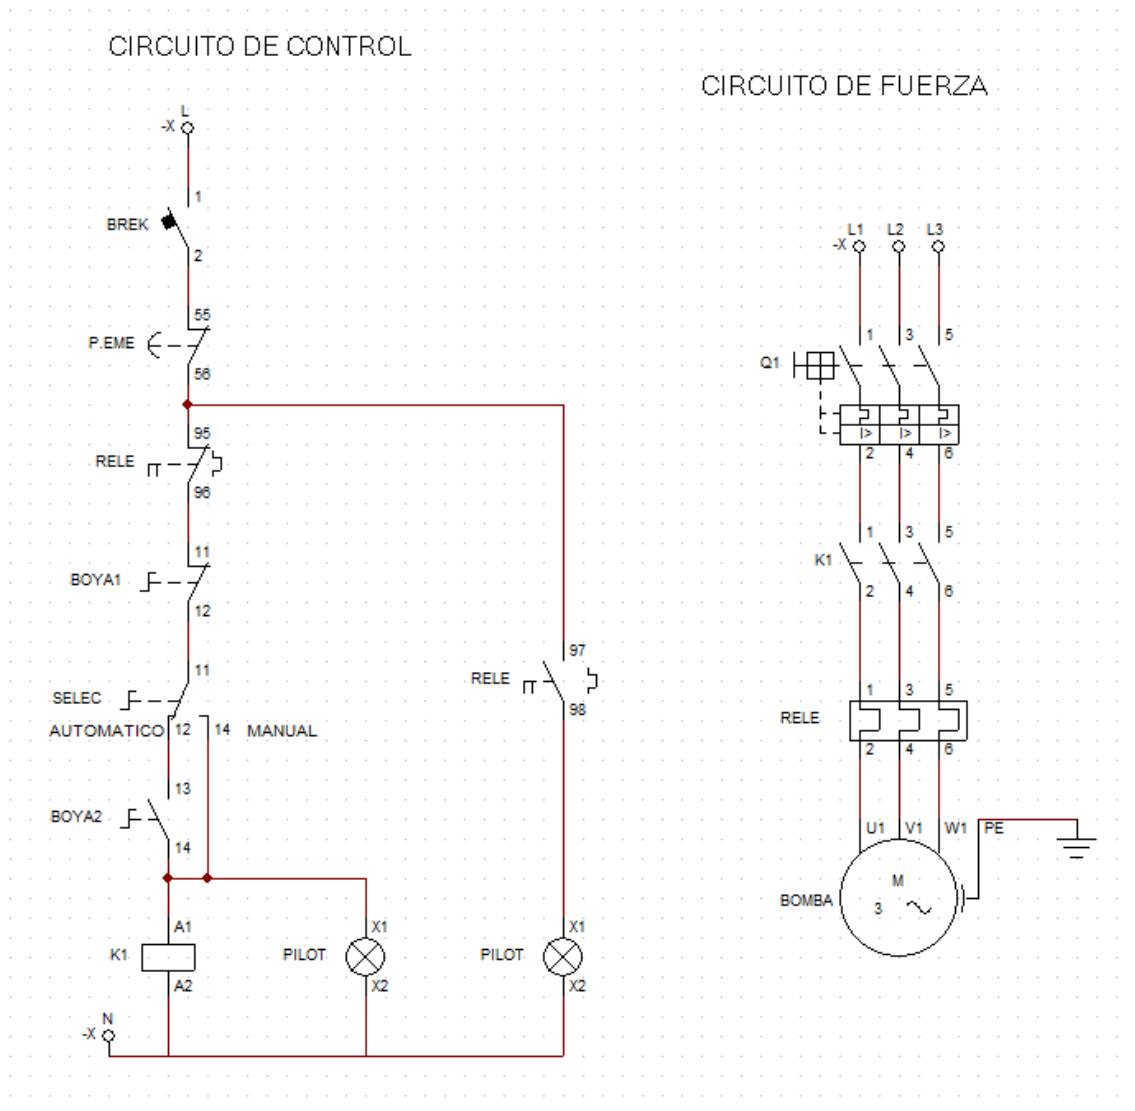 CIRCUITO DE CONTROL
L
-X
1
BREK
2
55
P.EME
56
95
RELE
96
11
BOYA1
12
11
SELEC
AUTOMATICO 12 14 MANUAL
13
BOYA2
14
A1
K1
A2
X1
PILOT
X2
97
RELE
98
X1
PILOT
X2
N
-X
CIRCUITO DE FUERZA
L1 L2 L3
-X
1 3 5
Q1
I> I> I>
2 4 6
1 3 5
K1
2 4 6
1 3 5
RELE
2 4 6
U1 V1 W1 PE
M
BOMBA
3